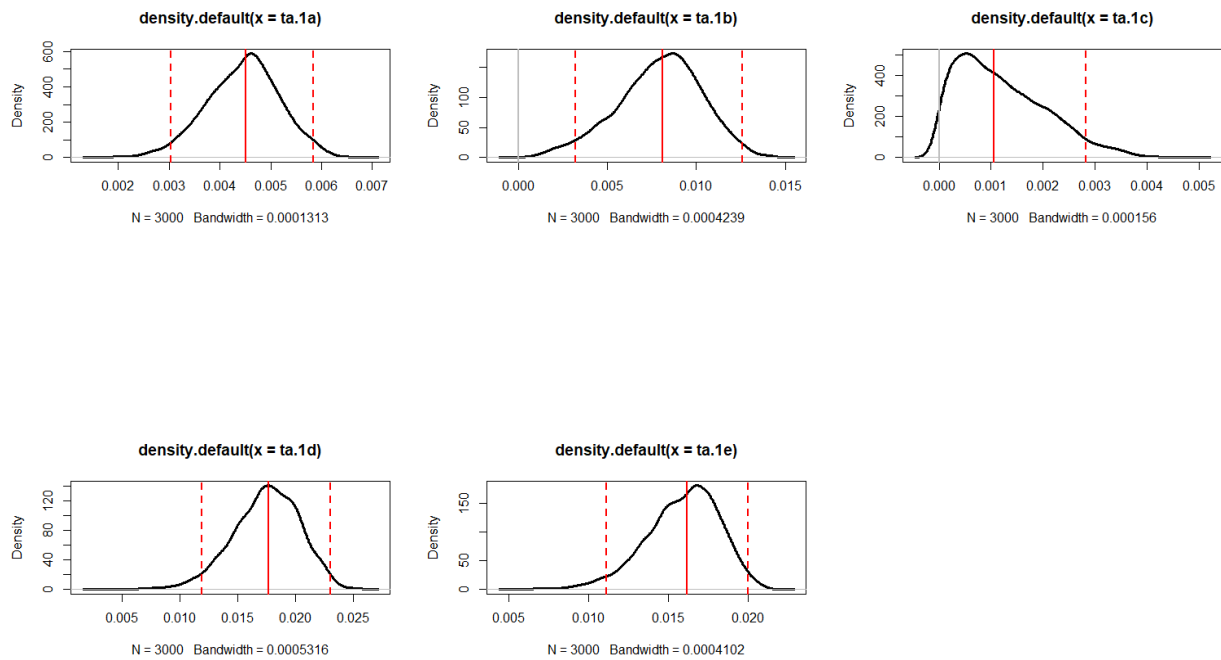 density.default(x = ta.1a)
Density
0 200 400 600
0.002 0.003 0.004 0.005 0.006 0.007
N = 3000 Bandwidth = 0.0001313
density.default(x = ta.1b)
Density
0 50 100
0.000 0.005 0.010 0.015
N = 3000 Bandwidth = 0.0004239
density.default(x = ta.1c)
Density
0 200 400
0.000 0.001 0.002 0.003 0.004 0.005
N = 3000 Bandwidth = 0.000156
density.default(x = ta.1d)
Density
0 40 80 120
0.005 0.010 0.015 0.020 0.025
N = 3000 Bandwidth = 0.0005316
density.default(x = ta.1e)
Density
0 50 150
0.005 0.010 0.015 0.020
N = 3000 Bandwidth = 0.0004102